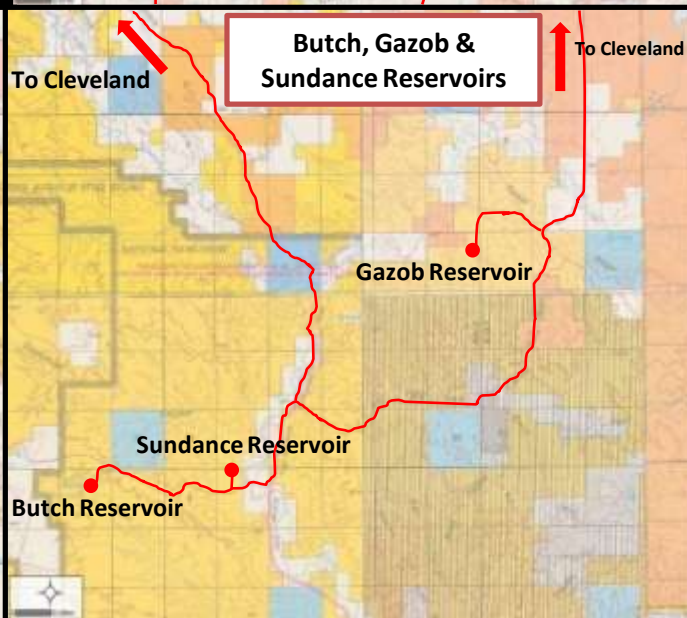 Butch, Gazob &
Sundance Reservoirs
To Cleveland
To Cleveland
Gazob Reservoir
Sundance Reservoir
Butch Reservoir